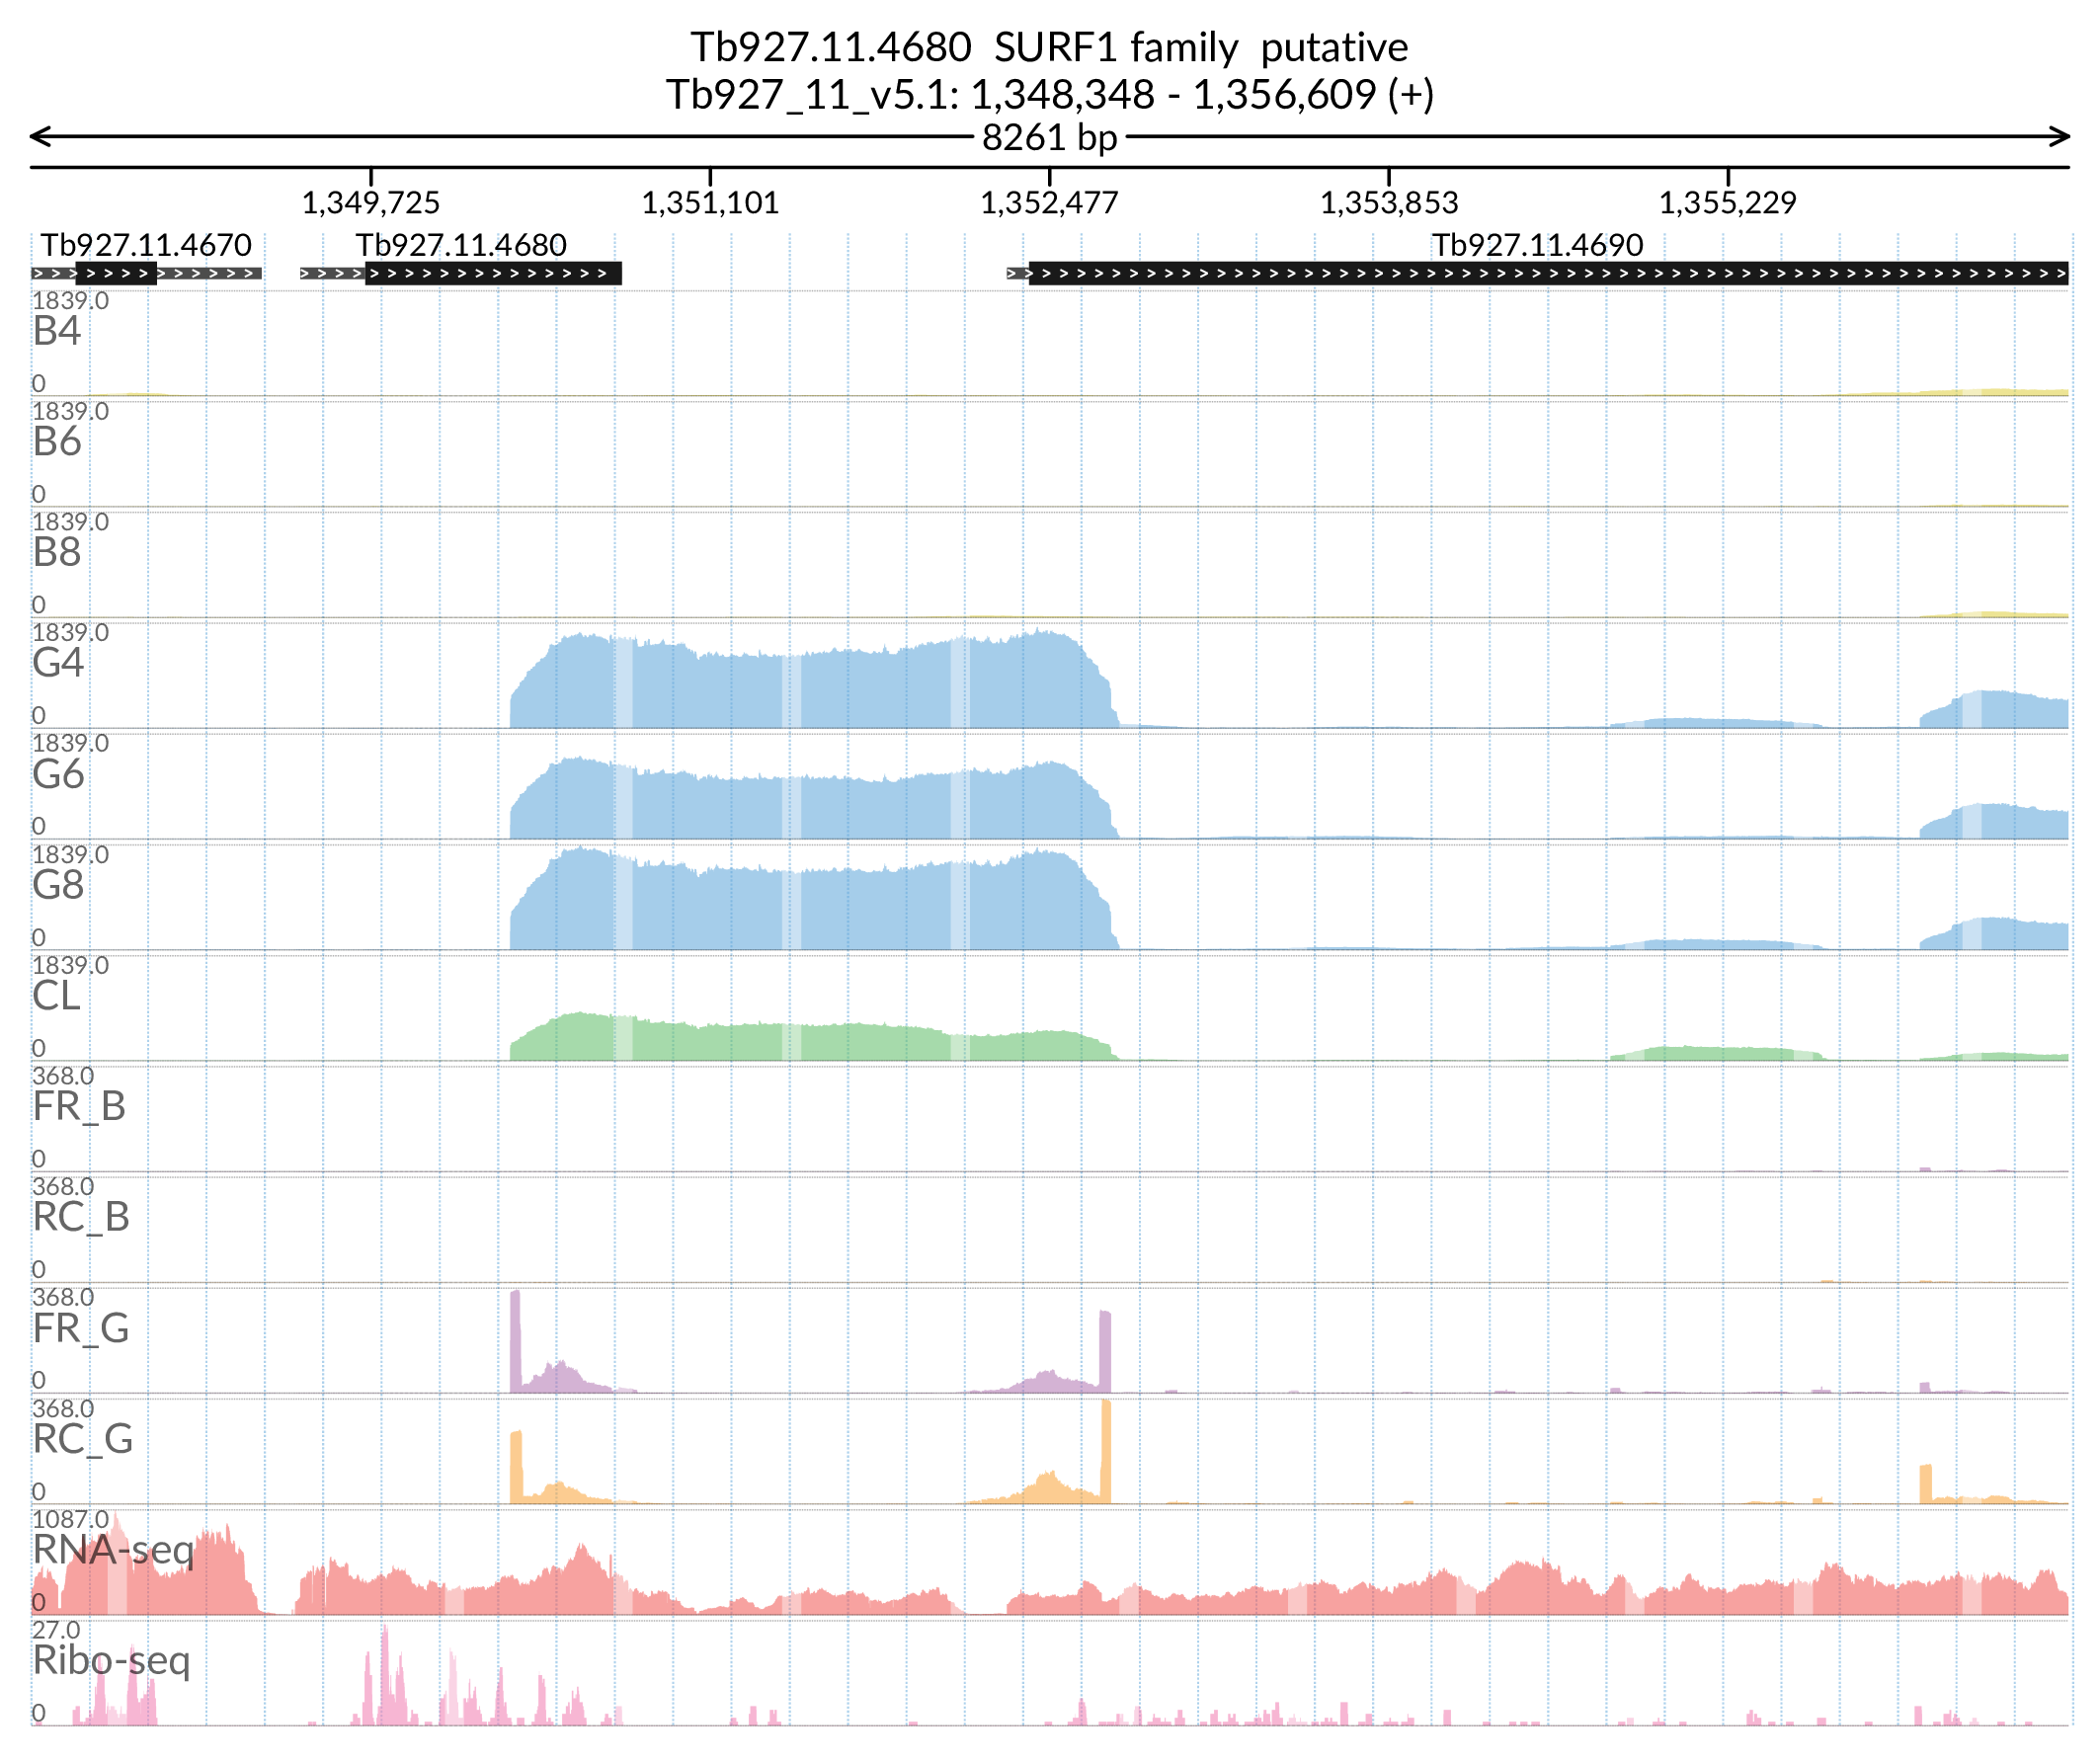 Tb927.11.4680  SURF1 family  putative
Tb927_11_v5.1: 1,348,348 - 1,356,609 (+)
8261 bp
1,349,725 1,351,101 1,352,477 1,353,853 1,355,229
Tb927.11.4670 Tb927.11.4680 Tb927.11.4690
1839.0
B4
0
1839.0
B6
0
1839.0
B8
0
1839.0
G4
0
1839.0
G6
0
1839.0
G8
0
1839.0
CL
0
368.0
FR_B
0
368.0
RC_B
0
368.0
FR_G
0
368.0
RC_G
0
1087.0
RNA-seq
0
27.0
Ribo-seq
0